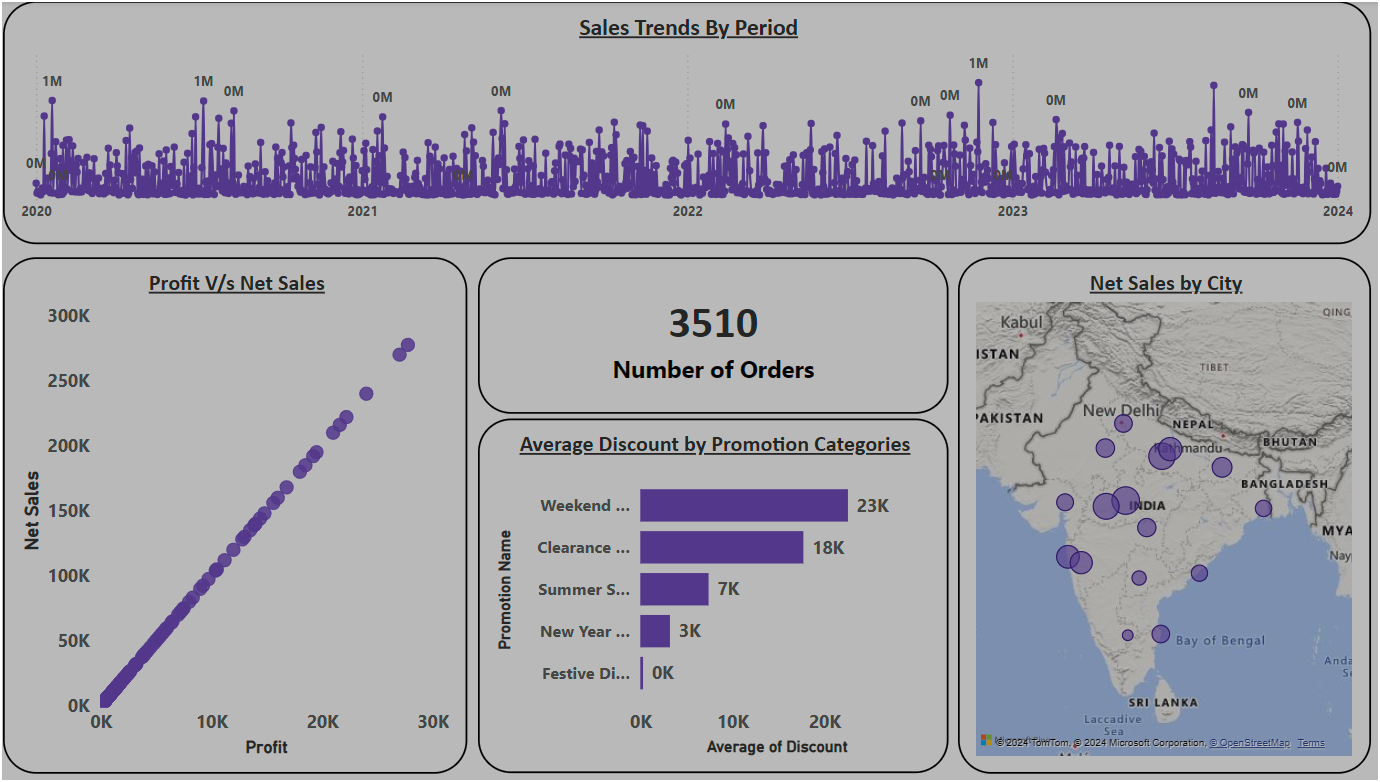 Sales Trends By Period
1M
1M
0M
0M
0M
0M
0M
0M
1M
0M
0M
0M
0M
0M
2020
2021
2022
2023
2024
Profit V/s Net Sales
300K
250K
200K
150K
100K
50K
0K
Net Sales
0K
10K
20K
30K
Profit
3510
Number of Orders
Average Discount by Promotion Categories
Promotion Name
Weekend ...
23K
Clearance ...
18K
Summer S...
7K
New Year ...
3K
Festive Di...
0K
0K
10K
20K
Average of Discount
Net Sales by City
QING
Kabul
ISTAN
TIBET
PAKISTAN
New Delhi
NEPAL
Kathmandu
BHUTAN
BANGLADESH
INDIA
MYA
Nay
Bay of Bengal
Anda
Se
SRI LANKA
Laccadive
Sea
© 2024 TomTom, © 2024 Microsoft Corporation, © OpenStreetMap Terms